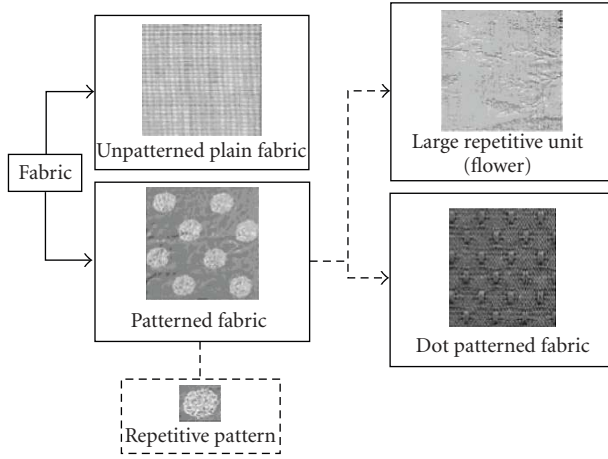 Unpatterned plain fabric
Fabric
Patterned fabric
Repetitive pattern
Large repetitive unit
(flower)
Dot patterned fabric